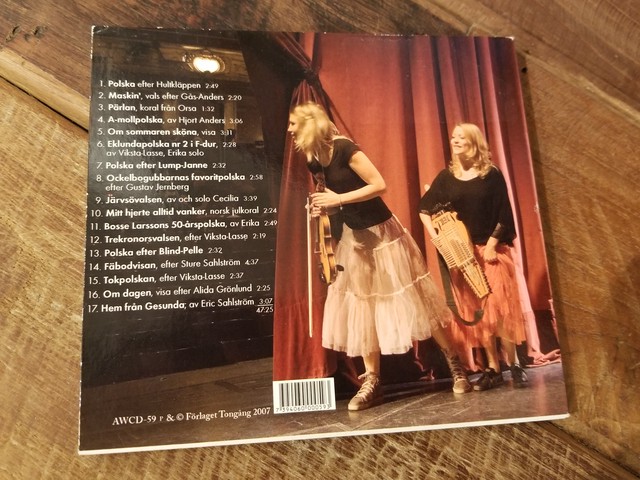 1. Polska efter Hultkläppen 2:49
2. Maskin', vals efter Gås-Anders 2:20
3. Pärlan, koral från Orsa 1:32
4. A-mollpolska, av Hjort Anders 3:06
5. Om sommaren sköna, visa 3:11
6. Eklundapolska nr 2 i F-dur, 2:28
av Viksta-Lasse, Erika solo
7. Polska efter Lump-Janne 2:32
8. Ockelbogubbarnas favoritpolska 2:58
efter Gustav Jernberg
9. Järvsövalsen, av och solo Cecilia 3:39
10. Mitt hjerte alltid vanker, norsk julkoral 2:24
11. Bosse Larssons 50-årspolska, av Erika 2:49
12. Trekronorsvalsen, efter Viksta-Lasse 2:19
13. Polska efter Blind-Pelle 2:32
14. Fäbodvisan, efter Sture Sahlström 4:37
15. Tokpolskan, efter Viksta-Lasse 2:37
16. Om dagen, visa efter Alida Grönlund 2:25
17. Hem från Gesunda, av Eric Sahlström 3:07
47:25
AWCD-59 P & © Förlaget Tongång 2007
7 394060 000593